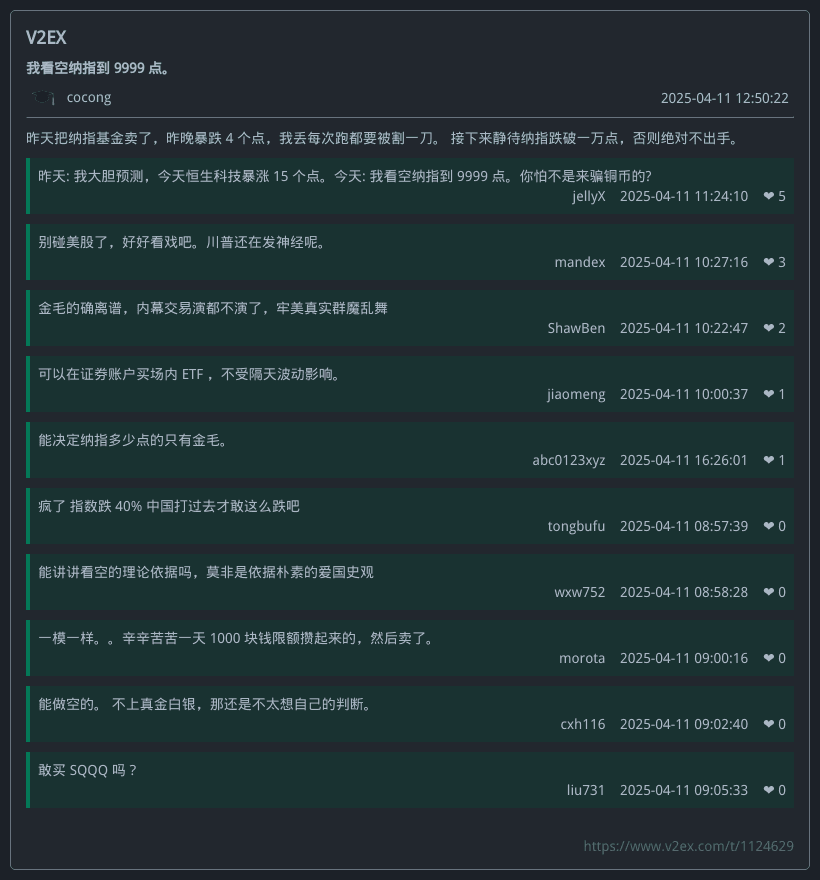 V2EX
我看空纳指到 9999 点。
cocong 2025-04-11 12:50:22
昨天把纳指基金卖了，昨晚暴跌 4 个点，我丢每次跑都要被割一刀。 接下来静待纳指跌破一万点，否则绝对不出手。
昨天: 我大胆预测，今天恒生科技暴涨 15 个点。今天: 我看空纳指到 9999 点。你怕不是来骗铜币的?
jellyX 2025-04-11 11:24:10 ❤ 5
别碰美股了，好好看戏吧。川普还在发神经呢。
mandex 2025-04-11 10:27:16 ❤ 3
金毛的确离谱，内幕交易演都不演了，牢美真实群魔乱舞
ShawBen 2025-04-11 10:22:47 ❤ 2
可以在证券账户买场内 ETF ，不受隔天波动影响。
jiaomeng 2025-04-11 10:00:37 ❤ 1
能决定纳指多少点的只有金毛。
abc0123xyz 2025-04-11 16:26:01 ❤ 1
疯了 指数跌 40% 中国打过去才敢这么跌吧
tongbufu 2025-04-11 08:57:39 ❤ 0
能讲讲看空的理论依据吗，莫非是依据朴素的爱国史观
wxw752 2025-04-11 08:58:28 ❤ 0
一模一样。。辛辛苦苦一天 1000 块钱限额攒起来的，然后卖了。
morota 2025-04-11 09:00:16 ❤ 0
能做空的。 不上真金白银，那还是不太想自己的判断。
cxh116 2025-04-11 09:02:40 ❤ 0
敢买 SQQQ 吗？
liu731 2025-04-11 09:05:33 ❤ 0
https://www.v2ex.com/t/1124629